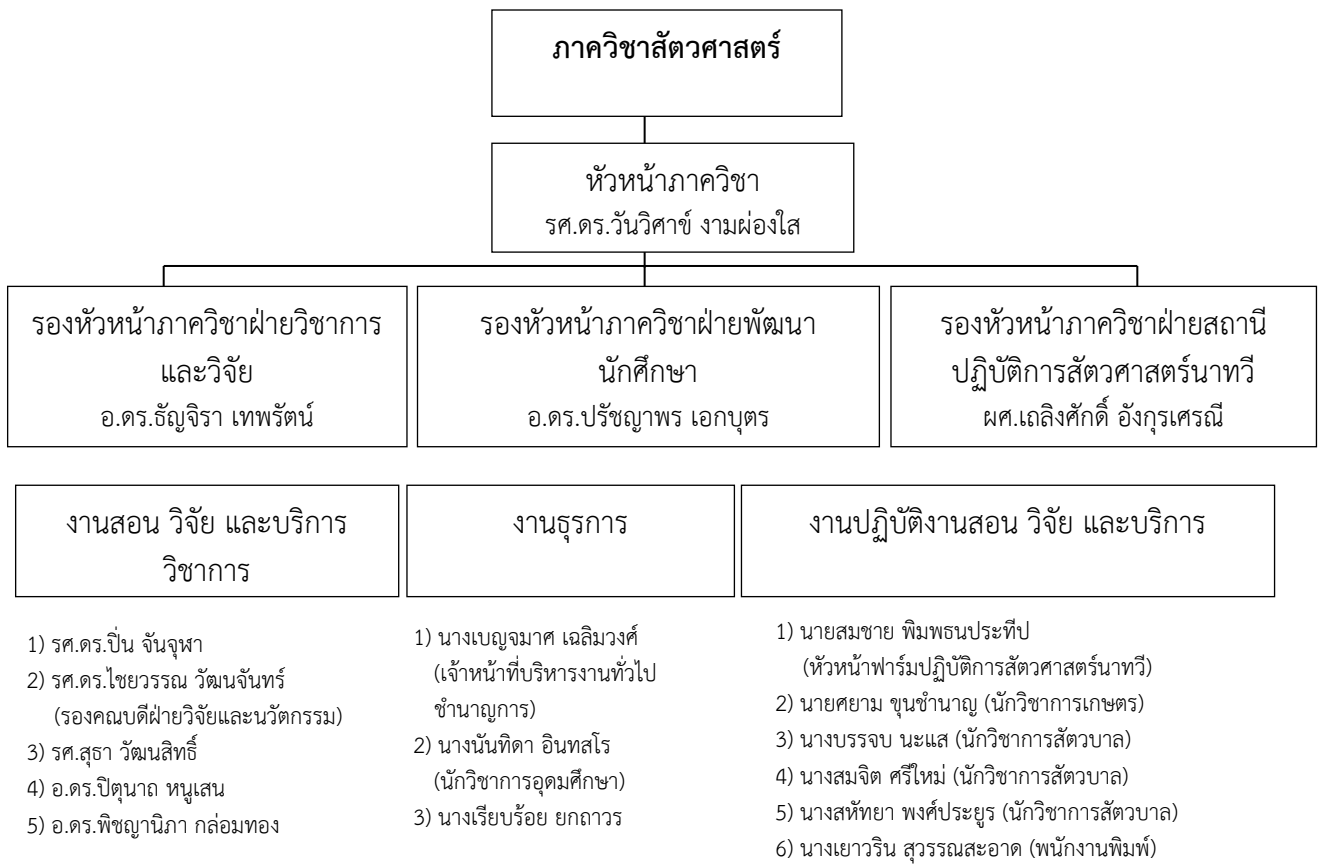 ภาควิชาสัตวศาสตร์
หัวหน้าภาควิชา
รศ.ดร.วันวิศาข์ งามผ่องใส
รองหัวหน้าภาควิชาฝ่ายวิชาการ
และวิจัย
อ.ดร.ธัญจิรา เทพรัตน์
รองหัวหน้าภาควิชาฝ่ายพัฒนา
นักศึกษา
อ.ดร.ปรัชญาพร เอกบุตร
รองหัวหน้าภาควิชาฝ่ายสถานี
ปฏิบัติการสัตวศาสตร์นาทวี
ผศ.เถลิงศักดิ์ อังกุรเศรณี
งานสอน วิจัย และบริการ
วิชาการ
1) รศ.ดร.ปิ่น จันจุฬา
2) รศ.ดร.ไชยวรรณ วัฒนจันทร์
(รองคณบดีฝ่ายวิจัยและนวัตกรรม)
3) รศ.สุธา วัฒนสิทธิ์
4) อ.ดร.ปิตุนาถ หนูเสน
5) อ.ดร.พิชญานิภา กล่อมทอง
งานธุรการ
1) นางเบญจมาศ เฉลิมวงศ์
(เจ้าหน้าที่บริหารงานทั่วไป
ชำนาญการ)
2) นางนันทิดา อินทสโร
(นักวิชาการอุดมศึกษา)
3) นางเรียบร้อย ยกถาวร
งานปฏิบัติงานสอน วิจัย และบริการ
1) นายสมชาย พิมพธนประทีป
(หัวหน้าฟาร์มปฏิบัติการสัตวศาสตร์นาทวี)
2) นายศยาม ขุนชำนาญ (นักวิชาการเกษตร)
3) นางบรรจบ นะแส (นักวิชาการสัตวบาล)
4) นางสมจิต ศรีใหม่ (นักวิชาการสัตวบาล)
5) นางสหัทยา พงศ์ประยูร (นักวิชาการสัตวบาล)
6) นางเยาวริน สุวรรณสะอาด (พนักงานพิมพ์)